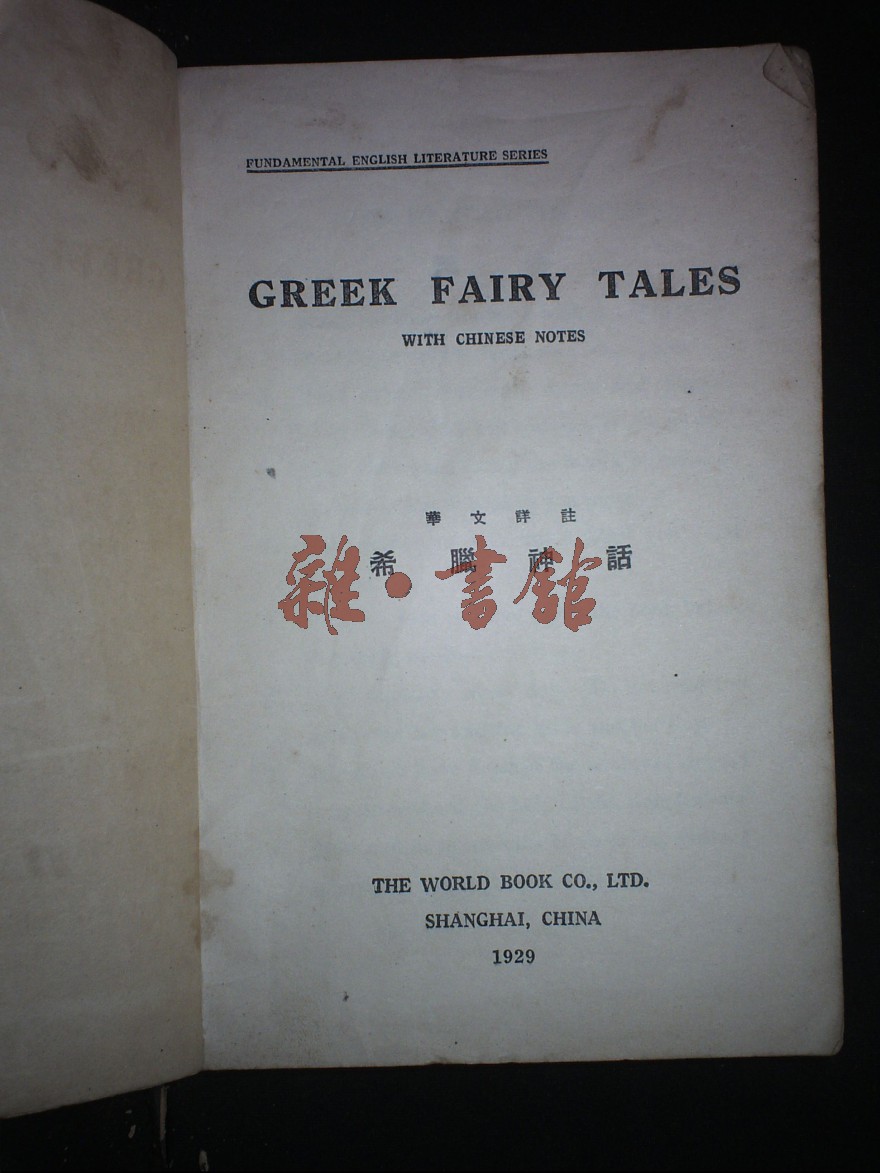 FUNDAMENTAL ENGLISH LITERATURE SERIES
GREEK FAIRY TALES
WITH CHINESE NOTES
華文詳註
希臘神話
雜·書館
THE WORLD BOOK CO., LTD.
SHANGHAI, CHINA
1929